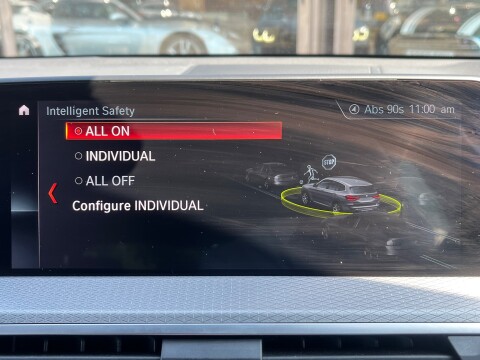 Intelligent Safety
Abs 90s 11:00 am
ALL ON
INDIVIDUAL
ALL OFF
Configure INDIVIDUAL
STOP